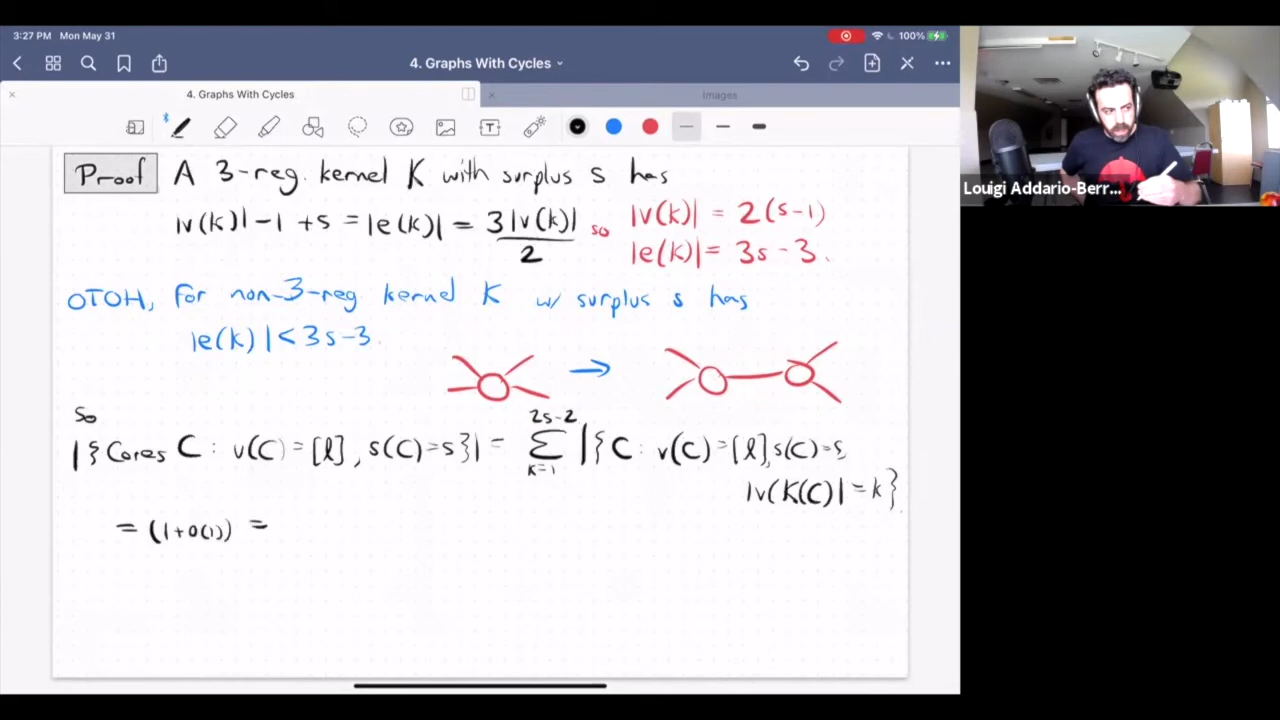 3:27 PM Mon May 31
100%
4. Graphs With Cycles
4. Graphs With Cycles
Images
Louigi Addario-Berr...
Proof A 3-reg. kernel K with surplus s has
|v(K)| - 1 + s = |e(K)| = 3|v(K)|/2 so |v(K)| = 2(s-1)
|e(K)| = 3s - 3.
OTOH, For non-3-reg. kernel K w/ surplus s has
|e(K)| < 3s-3.
→
So
|{Cores C : v(C) = [l], s(C)=s}| = ∑_{k=1}^{2s-2} |{C : v(C)=[l], s(C)=s,
|v(K(C)| = k}.
= (1+o(1)) =